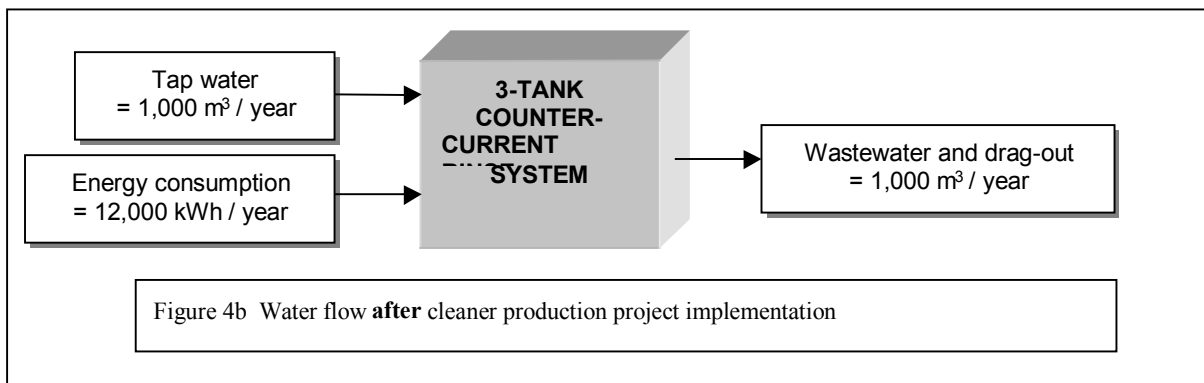 Tap water
= 1,000 m³ / year
Energy consumption
= 12,000 kWh / year
3-TANK
COUNTER-
CURRENT
SYSTEM
Wastewater and drag-out
= 1,000 m³ / year
Figure 4b Water flow after cleaner production project implementation